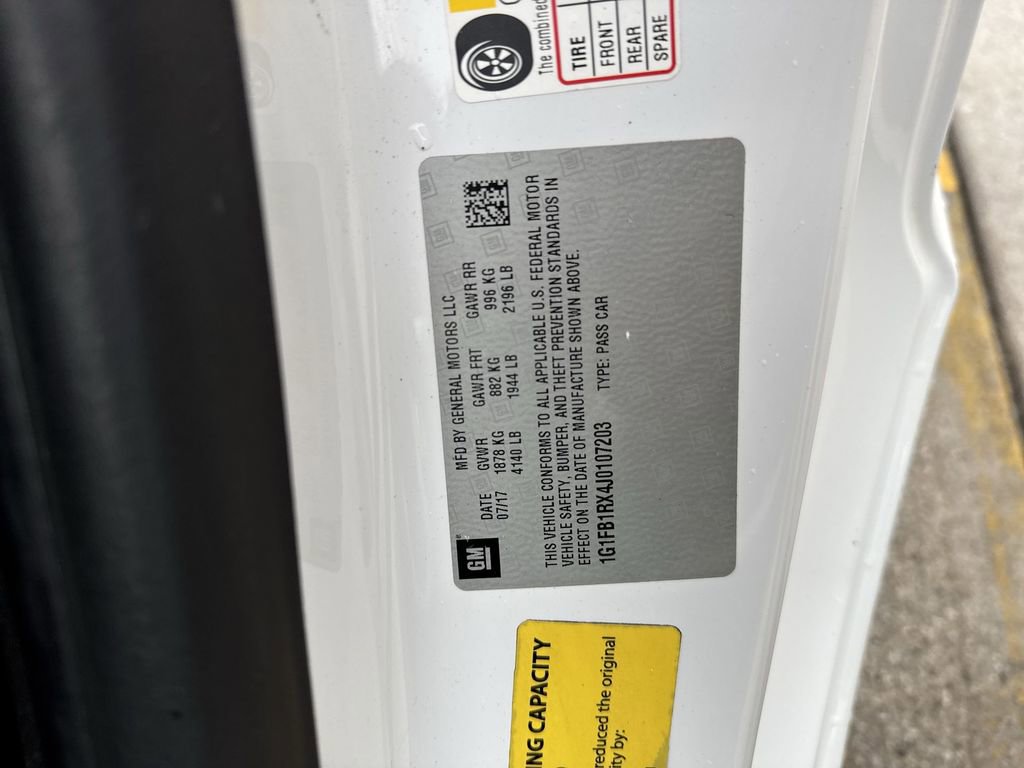 ING CAPACITY
reduced the original
ity by:
GM
MFD BY GENERAL MOTORS LLC
DATE GVWR GAWR FRT GAWR RR
07/17 1878 KG 882 KG 996 KG
4140 LB 1944 LB 2196 LB
THIS VEHICLE CONFORMS TO ALL APPLICABLE U.S. FEDERAL MOTOR
VEHICLE SAFETY, BUMPER, AND THEFT PREVENTION STANDARDS IN
EFFECT ON THE DATE OF MANUFACTURE SHOWN ABOVE.
1G1FB1RX4J0107203 TYPE: PASS CAR
The combined
TIRE
FRONT
REAR
SPARE